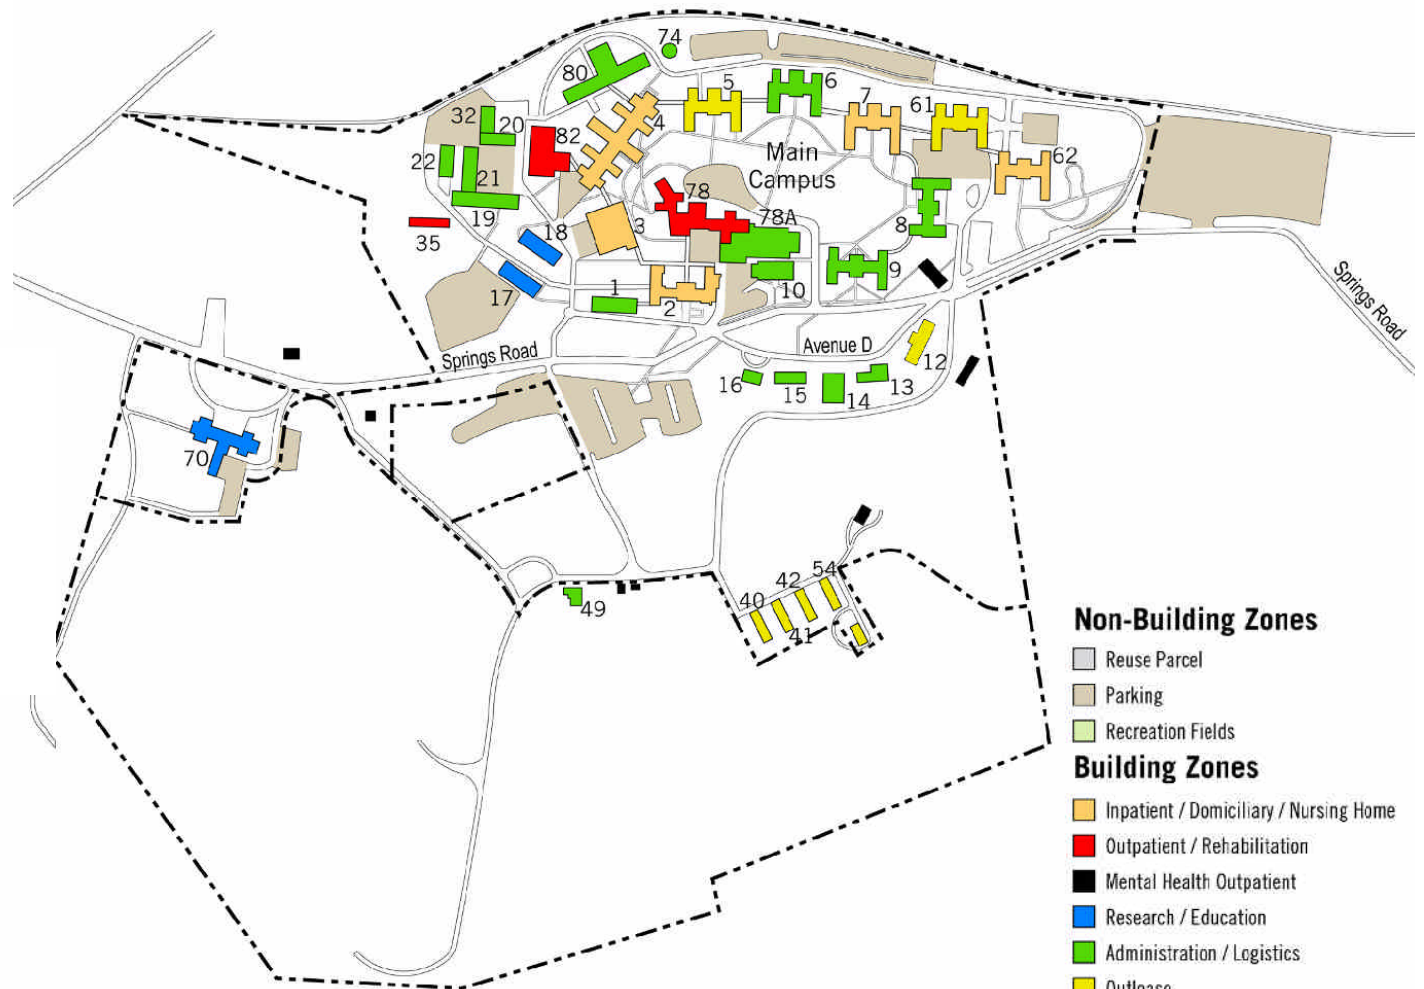 74
80
5
6
7
61
32
20
82
4
62
22
21
Main
Campus
19
78
78A
8
35
18
3
9
17
1
2
10
Springs Road
Springs Road
Avenue D
12
16
15
14
13
70
49
40
42
54
41
Non-Building Zones
Reuse Parcel
Parking
Recreation Fields
Building Zones
Inpatient / Domiciliary / Nursing Home
Outpatient / Rehabilitation
Mental Health Outpatient
Research / Education
Administration / Logistics
Outlease